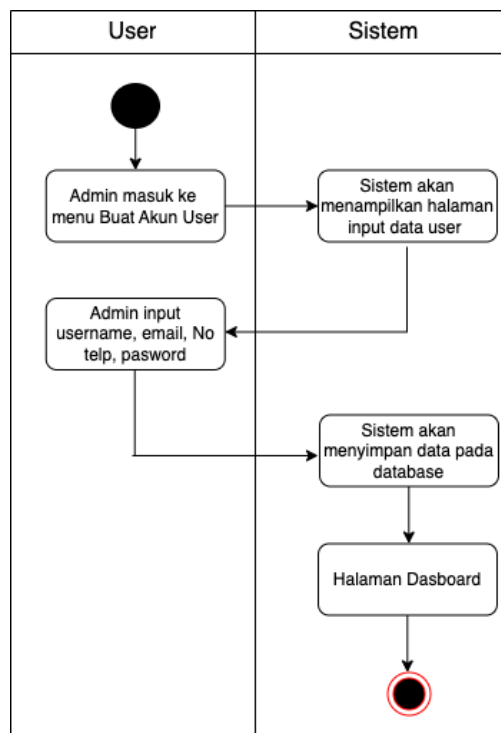 User
Sistem
Admin masuk ke
menu Buat Akun User
Sistem akan
menampilkan halaman
input data user
Admin input
username, email, No
telp, pasword
Sistem akan
menyimpan data pada
database
Halaman Dasboard